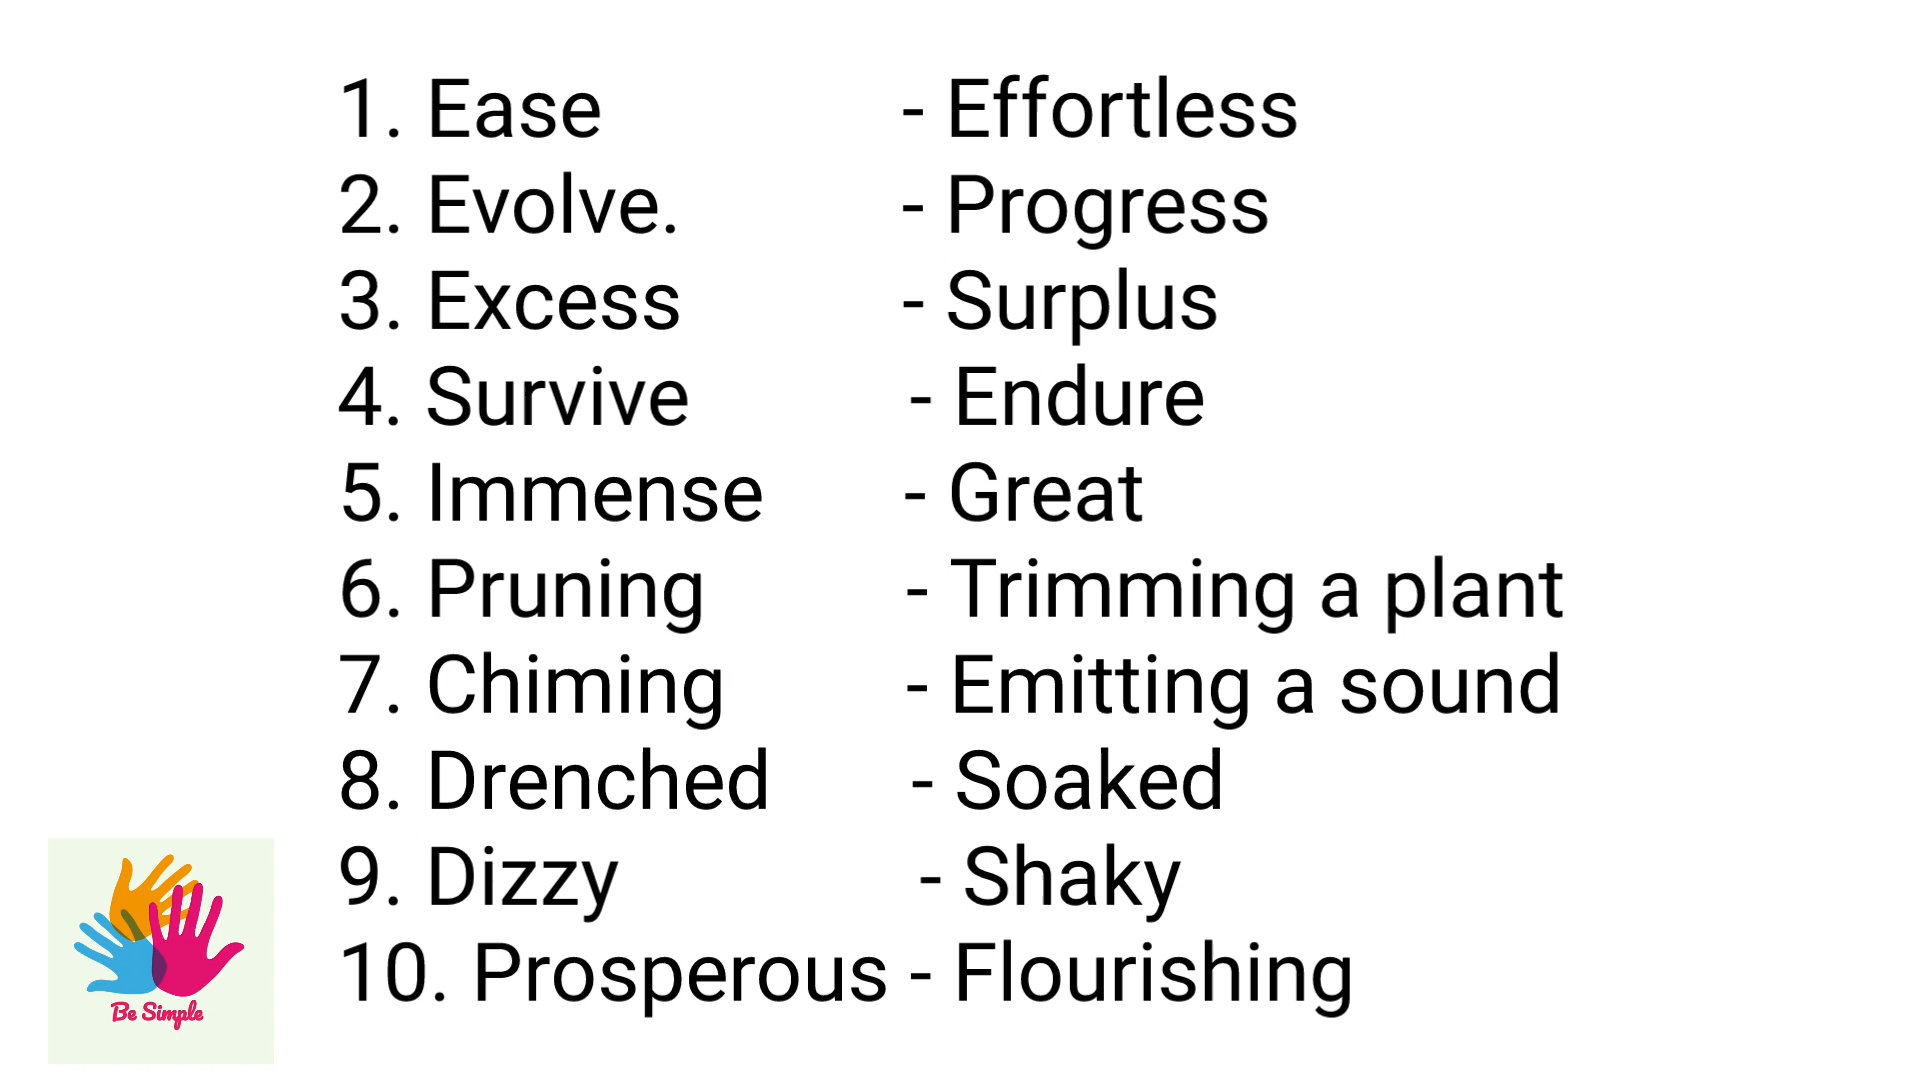 1. Ease - Effortless
2. Evolve. - Progress
3. Excess - Surplus
4. Survive - Endure
5. Immense - Great
6. Pruning - Trimming a plant
7. Chiming - Emitting a sound
8. Drenched - Soaked
9. Dizzy - Shaky
10. Prosperous - Flourishing
Be Simple